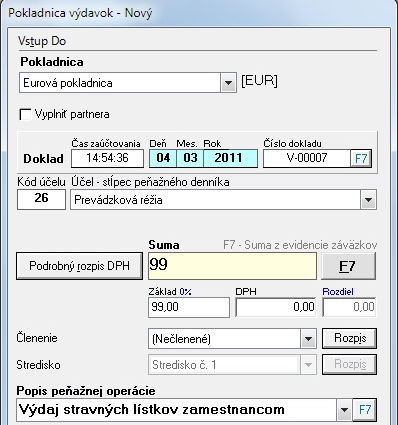 Pokladnica výdavok - Nový
Vstup Do
Pokladnica
Eurová pokladnica [EUR]
Vyplniť partnera
Čas zaúčtovania Deň Mes. Rok Číslo dokladu
Doklad 14:54:36 04 03 2011 V-00007 F7
Kód účelu Účel - stĺpec peňažného denníka
26 Prevádzková réžia
Suma F7 - Suma z evidencie záväzkov
Podrobný rozpis DPH 99 F7
Základ 0% DPH Rozdiel
99,00 0,00 0,00
Členenie (Nečlenené) Rozpis
Stredisko Stredisko č. 1 Rozpis
Popis peňažnej operácie
Výdaj stravných lístkov zamestnancom F7